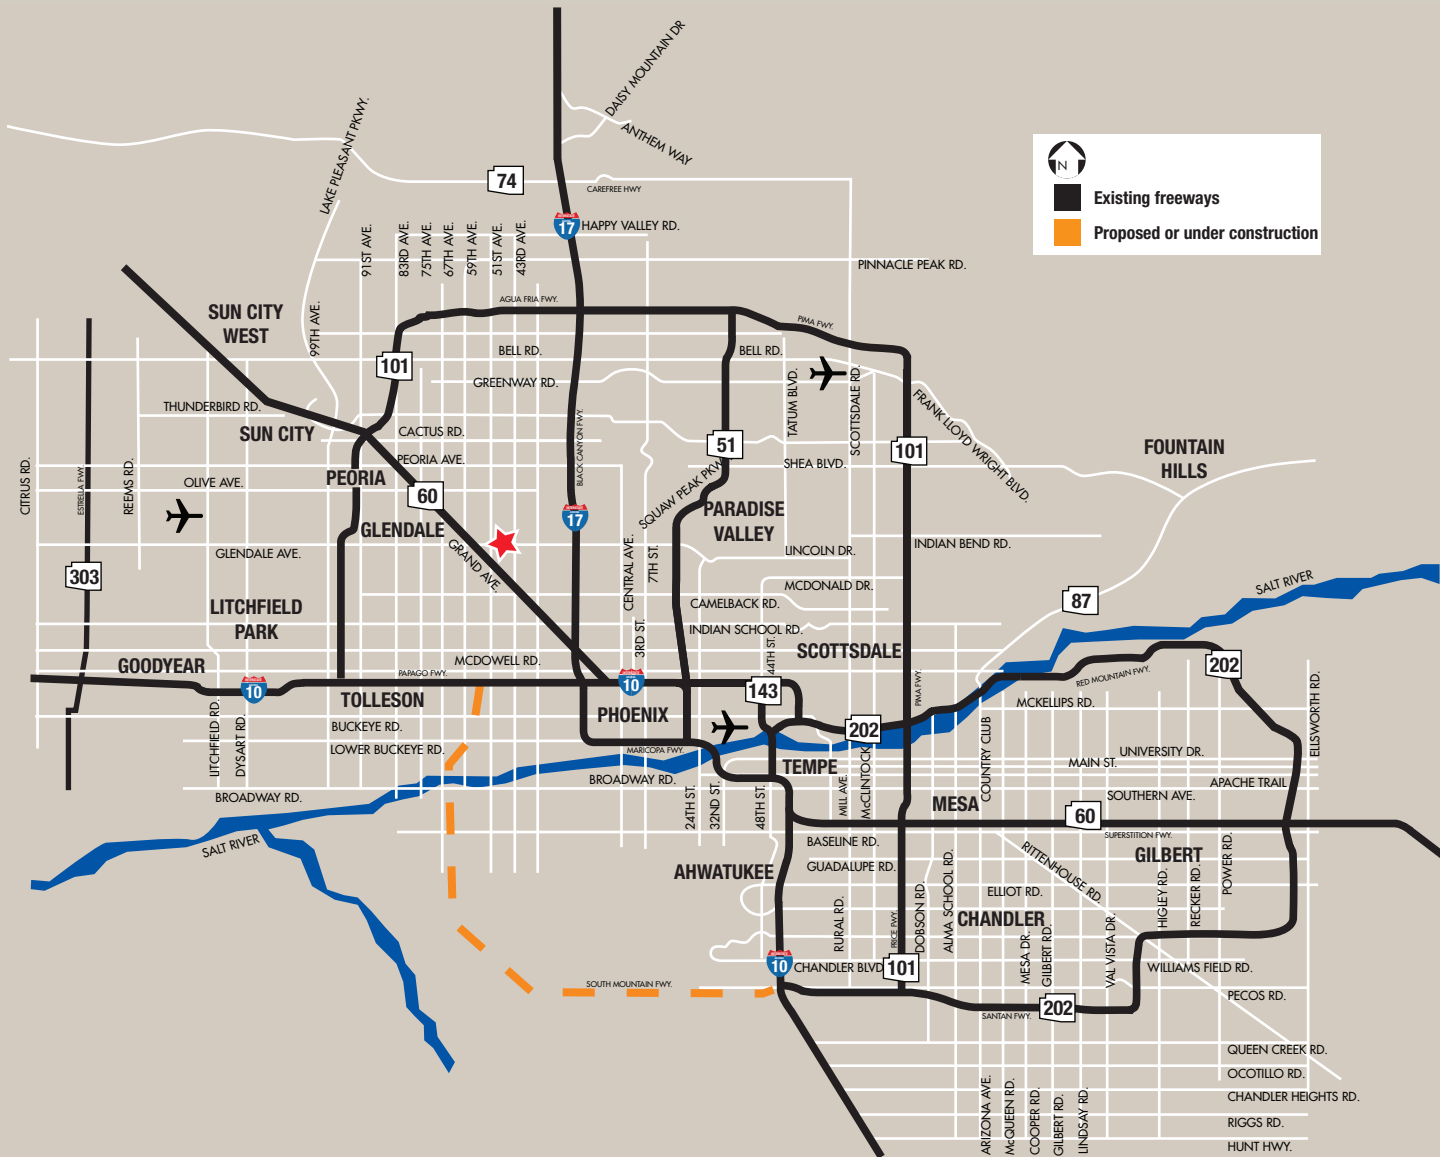 DAISY MOUNTAIN DR
ANTHEM WAY
LAKE PLEASANT PKWY.
74
CAREFREE HWY
N
Existing freeways
Proposed or under construction
17
HAPPY VALLEY RD.
91ST AVE.
83RD AVE.
75TH AVE.
67TH AVE.
59TH AVE.
51ST AVE.
43RD AVE.
PINNACLE PEAK RD.
AGUA FRIA FWY.
PIMA FWY.
SUN CITY
WEST
99TH AVE.
101
BELL RD.
BELL RD.
GREENWAY RD.
TATUM BLVD.
SCOTTSDALE RD.
FRANK LLOYD WRIGHT BLVD.
THUNDERBIRD RD.
SUN CITY
CACTUS RD.
BLACK CANYON FWY.
51
101
FOUNTAIN
HILLS
PEORIA AVE.
SHEA BLVD.
SQUAW PEAK PKWY
CITRUS RD.
ESTRELLA FWY.
REEMS RD.
OLIVE AVE.
PEORIA
60
GLENDALE
17
PARADISE
VALLEY
GRAND AVE.
GLENDALE AVE.
CENTRAL AVE.
7TH ST.
LINCOLN DR.
INDIAN BEND RD.
303
MCDONALD DR.
SALT RIVER
87
LITCHFIELD
PARK
CAMELBACK RD.
INDIAN SCHOOL RD.
3RD ST.
44TH ST.
SCOTTSDALE
GOODYEAR
MCDOWELL RD.
PAPAGO FWY.
10
TOLLESON
10
143
PIMA FWY.
RED MOUNTAIN FWY.
202
ELLSWORTH RD.
MCKELLIPS RD.
PHOENIX
LITCHFIELD RD.
DYSART RD.
BUCKEYE RD.
LOWER BUCKEYE RD.
MARICOPA FWY.
202
COUNTRY CLUB
UNIVERSITY DR.
MAIN ST.
TEMPE
BROADWAY RD.
BROADWAY RD.
24TH ST.
32ND ST.
48TH ST.
MILL AVE.
McCLINTOCK
APACHE TRAIL
SOUTHERN AVE.
MESA
60
SUPERSTITION FWY.
SALT RIVER
BASELINE RD.
GUADALUPE RD.
AHWATUKEE
RITTENHOUSE RD.
GILBERT
ELLIOT RD.
CHANDLER
RURAL RD.
PRICE FWY.
DOBSON RD.
ALMA SCHOOL RD.
MESA DR.
GILBERT RD.
VAL VISTA DR.
HIGLEY RD.
RECKER RD.
POWER RD.
10
CHANDLER BLVD
101
WILLIAMS FIELD RD.
SOUTH MOUNTAIN FWY.
PECOS RD.
SANTAN FWY.
202
QUEEN CREEK RD.
OCOTILLO RD.
CHANDLER HEIGHTS RD.
RIGGS RD.
HUNT HWY.
ARIZONA AVE.
McQUEEN RD.
COOPER RD.
GILBERT RD.
LINDSAY RD.